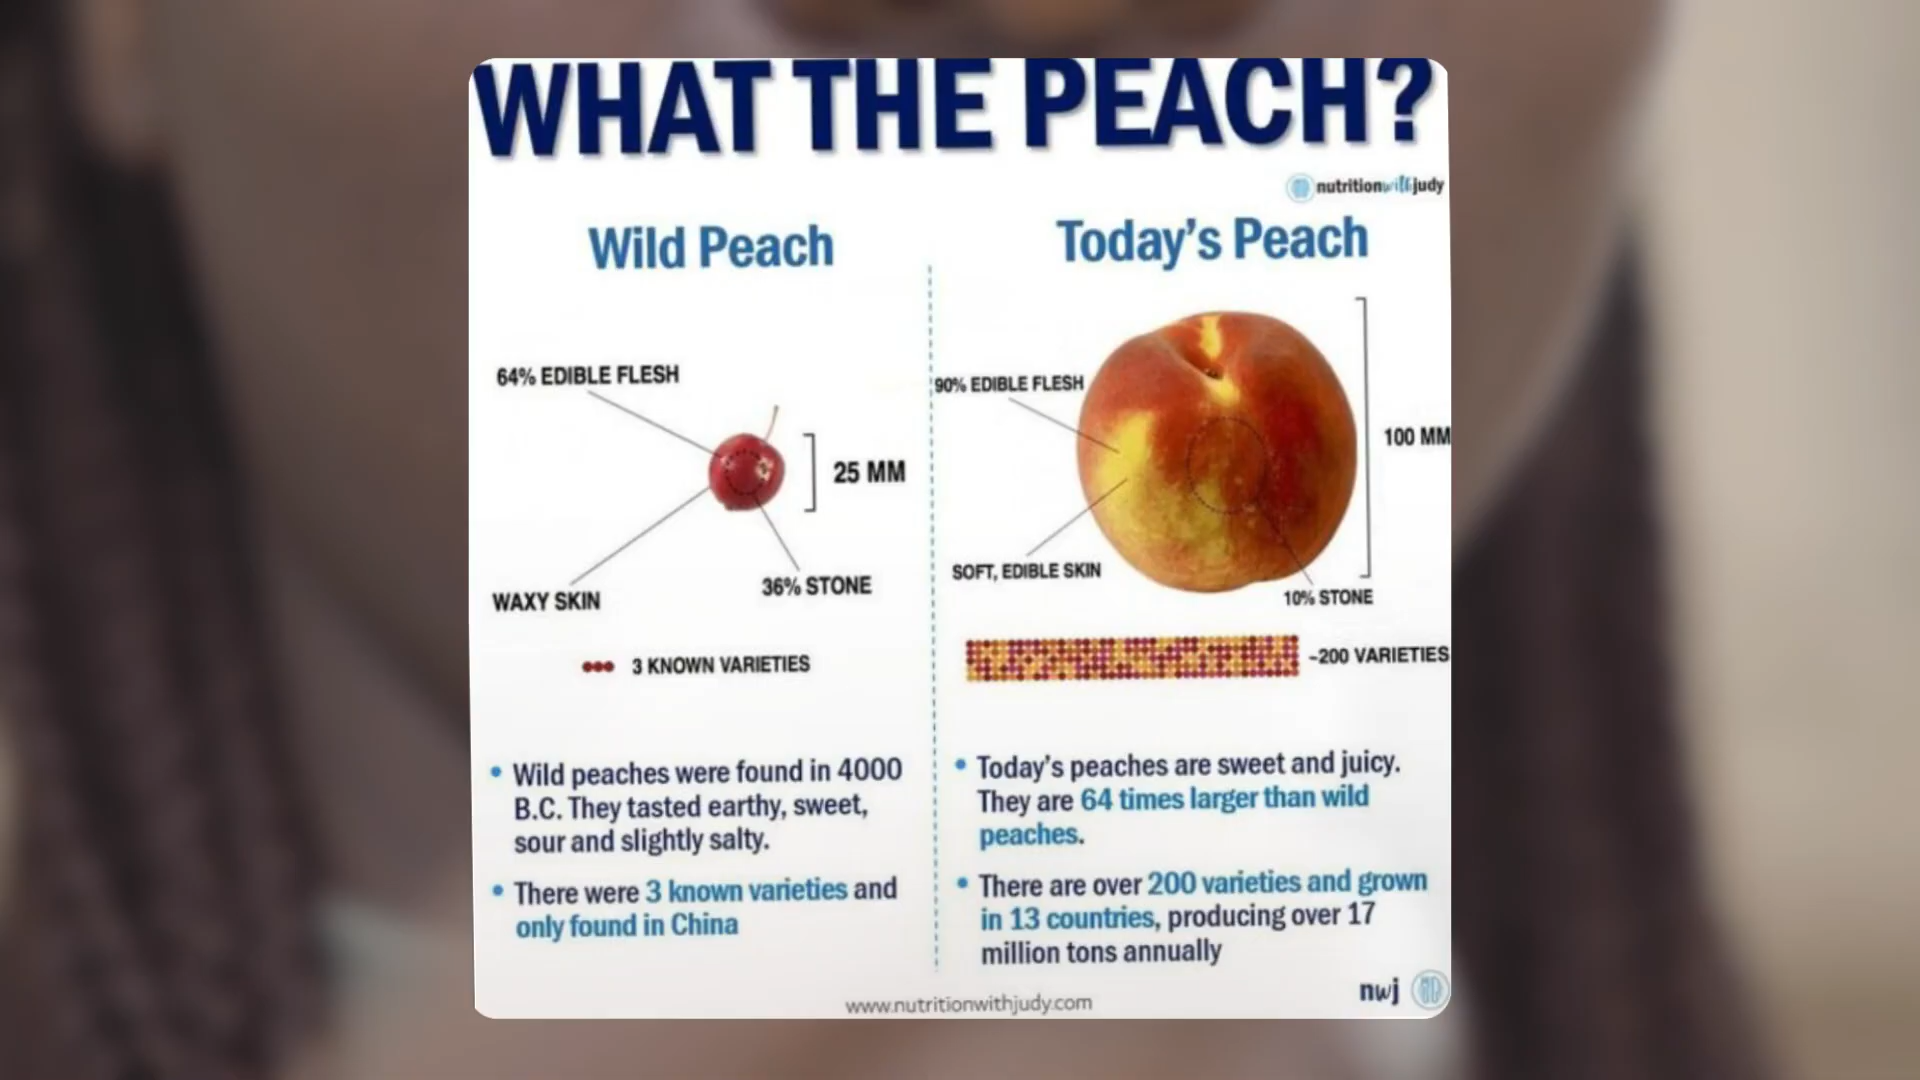 WHAT THE PEACH?
nutritionwithjudy
Wild Peach
64% EDIBLE FLESH
25 MM
WAXY SKIN
36% STONE
3 KNOWN VARIETIES
• Wild peaches were found in 4000
B.C. They tasted earthy, sweet,
sour and slightly salty.
• There were 3 known varieties and
only found in China
Today's Peach
90% EDIBLE FLESH
100 MM
SOFT, EDIBLE SKIN
10% STONE
~200 VARIETIES
• Today's peaches are sweet and juicy.
They are 64 times larger than wild
peaches.
• There are over 200 varieties and grown
in 13 countries, producing over 17
million tons annually
www.nutritionwithjudy.com
nwj